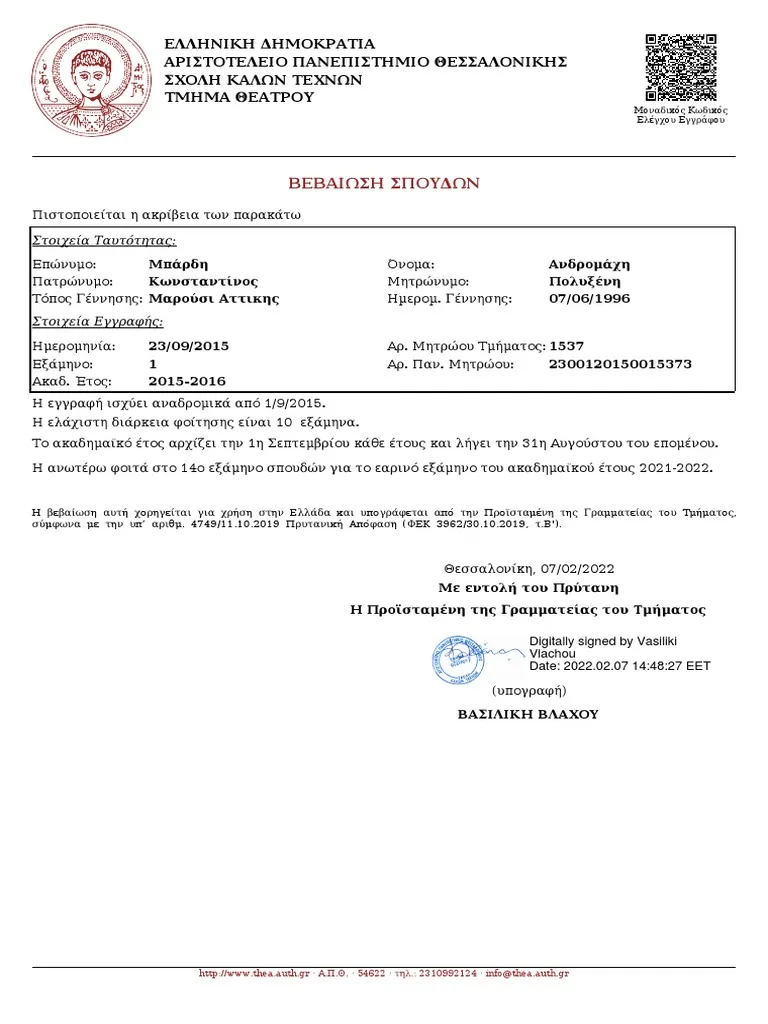 ΕΛΛΗΝΙΚΗ ΔΗΜΟΚΡΑΤΙΑ
ΑΡΙΣΤΟΤΕΛΕΙΟ ΠΑΝΕΠΙΣΤΗΜΙΟ ΘΕΣΣΑΛΟΝΙΚΗΣ
ΣΧΟΛΗ ΚΑΛΩΝ ΤΕΧΝΩΝ
ΤΜΗΜΑ ΘΕΑΤΡΟΥ
Μοναδικός Κωδικός
Ελέγχου Εγγράφου
ΒΕΒΑΙΩΣΗ ΣΠΟΥΔΩΝ
Πιστοποιείται η ακρίβεια των παρακάτω
Στοιχεία Ταυτότητας:
Επώνυμο: Μπάρδη Όνομα: Ανδρομάχη
Πατρώνυμο: Κωνσταντίνος Μητρώνυμο: Πολυξένη
Τόπος Γέννησης: Μαρούσι Αττικης Ημερομ. Γέννησης: 07/06/1996
Στοιχεία Εγγραφής:
Ημερομηνία: 23/09/2015 Αρ. Μητρώου Τμήματος: 1537
Εξάμηνο: 1 Αρ. Παν. Μητρώου: 2300120150015373
Ακαδ. Έτος: 2015-2016
Η εγγραφή ισχύει αναδρομικά από 1/9/2015.
Η ελάχιστη διάρκεια φοίτησης είναι 10 εξάμηνα.
Το ακαδημαϊκό έτος αρχίζει την 1η Σεπτεμβρίου κάθε έτους και λήγει την 31η Αυγούστου του επομένου.
Η ανωτέρω φοιτά στο 14ο εξάμηνο σπουδών για το εαρινό εξάμηνο του ακαδημαϊκού έτους 2021-2022.
Η βεβαίωση αυτή χορηγείται για χρήση στην Ελλάδα και υπογράφεται από την Προϊσταμένη της Γραμματείας του Τμήματος,
σύμφωνα με την υπ’ αριθμ. 4749/11.10.2019 Πρυτανική Απόφαση (ΦΕΚ 3962/30.10.2019, τ.Β').
Θεσσαλονίκη, 07/02/2022
Με εντολή του Πρύτανη
Η Προϊσταμένη της Γραμματείας του Τμήματος
Digitally signed by Vasiliki
Vlachou
Date: 2022.02.07 14:48:27 EET
(υπογραφή)
ΒΑΣΙΛΙΚΗ ΒΛΑΧΟΥ
http://www.thea.auth.gr · Α.Π.Θ. · 54622 · τηλ.: 2310992124 · info@thea.auth.gr